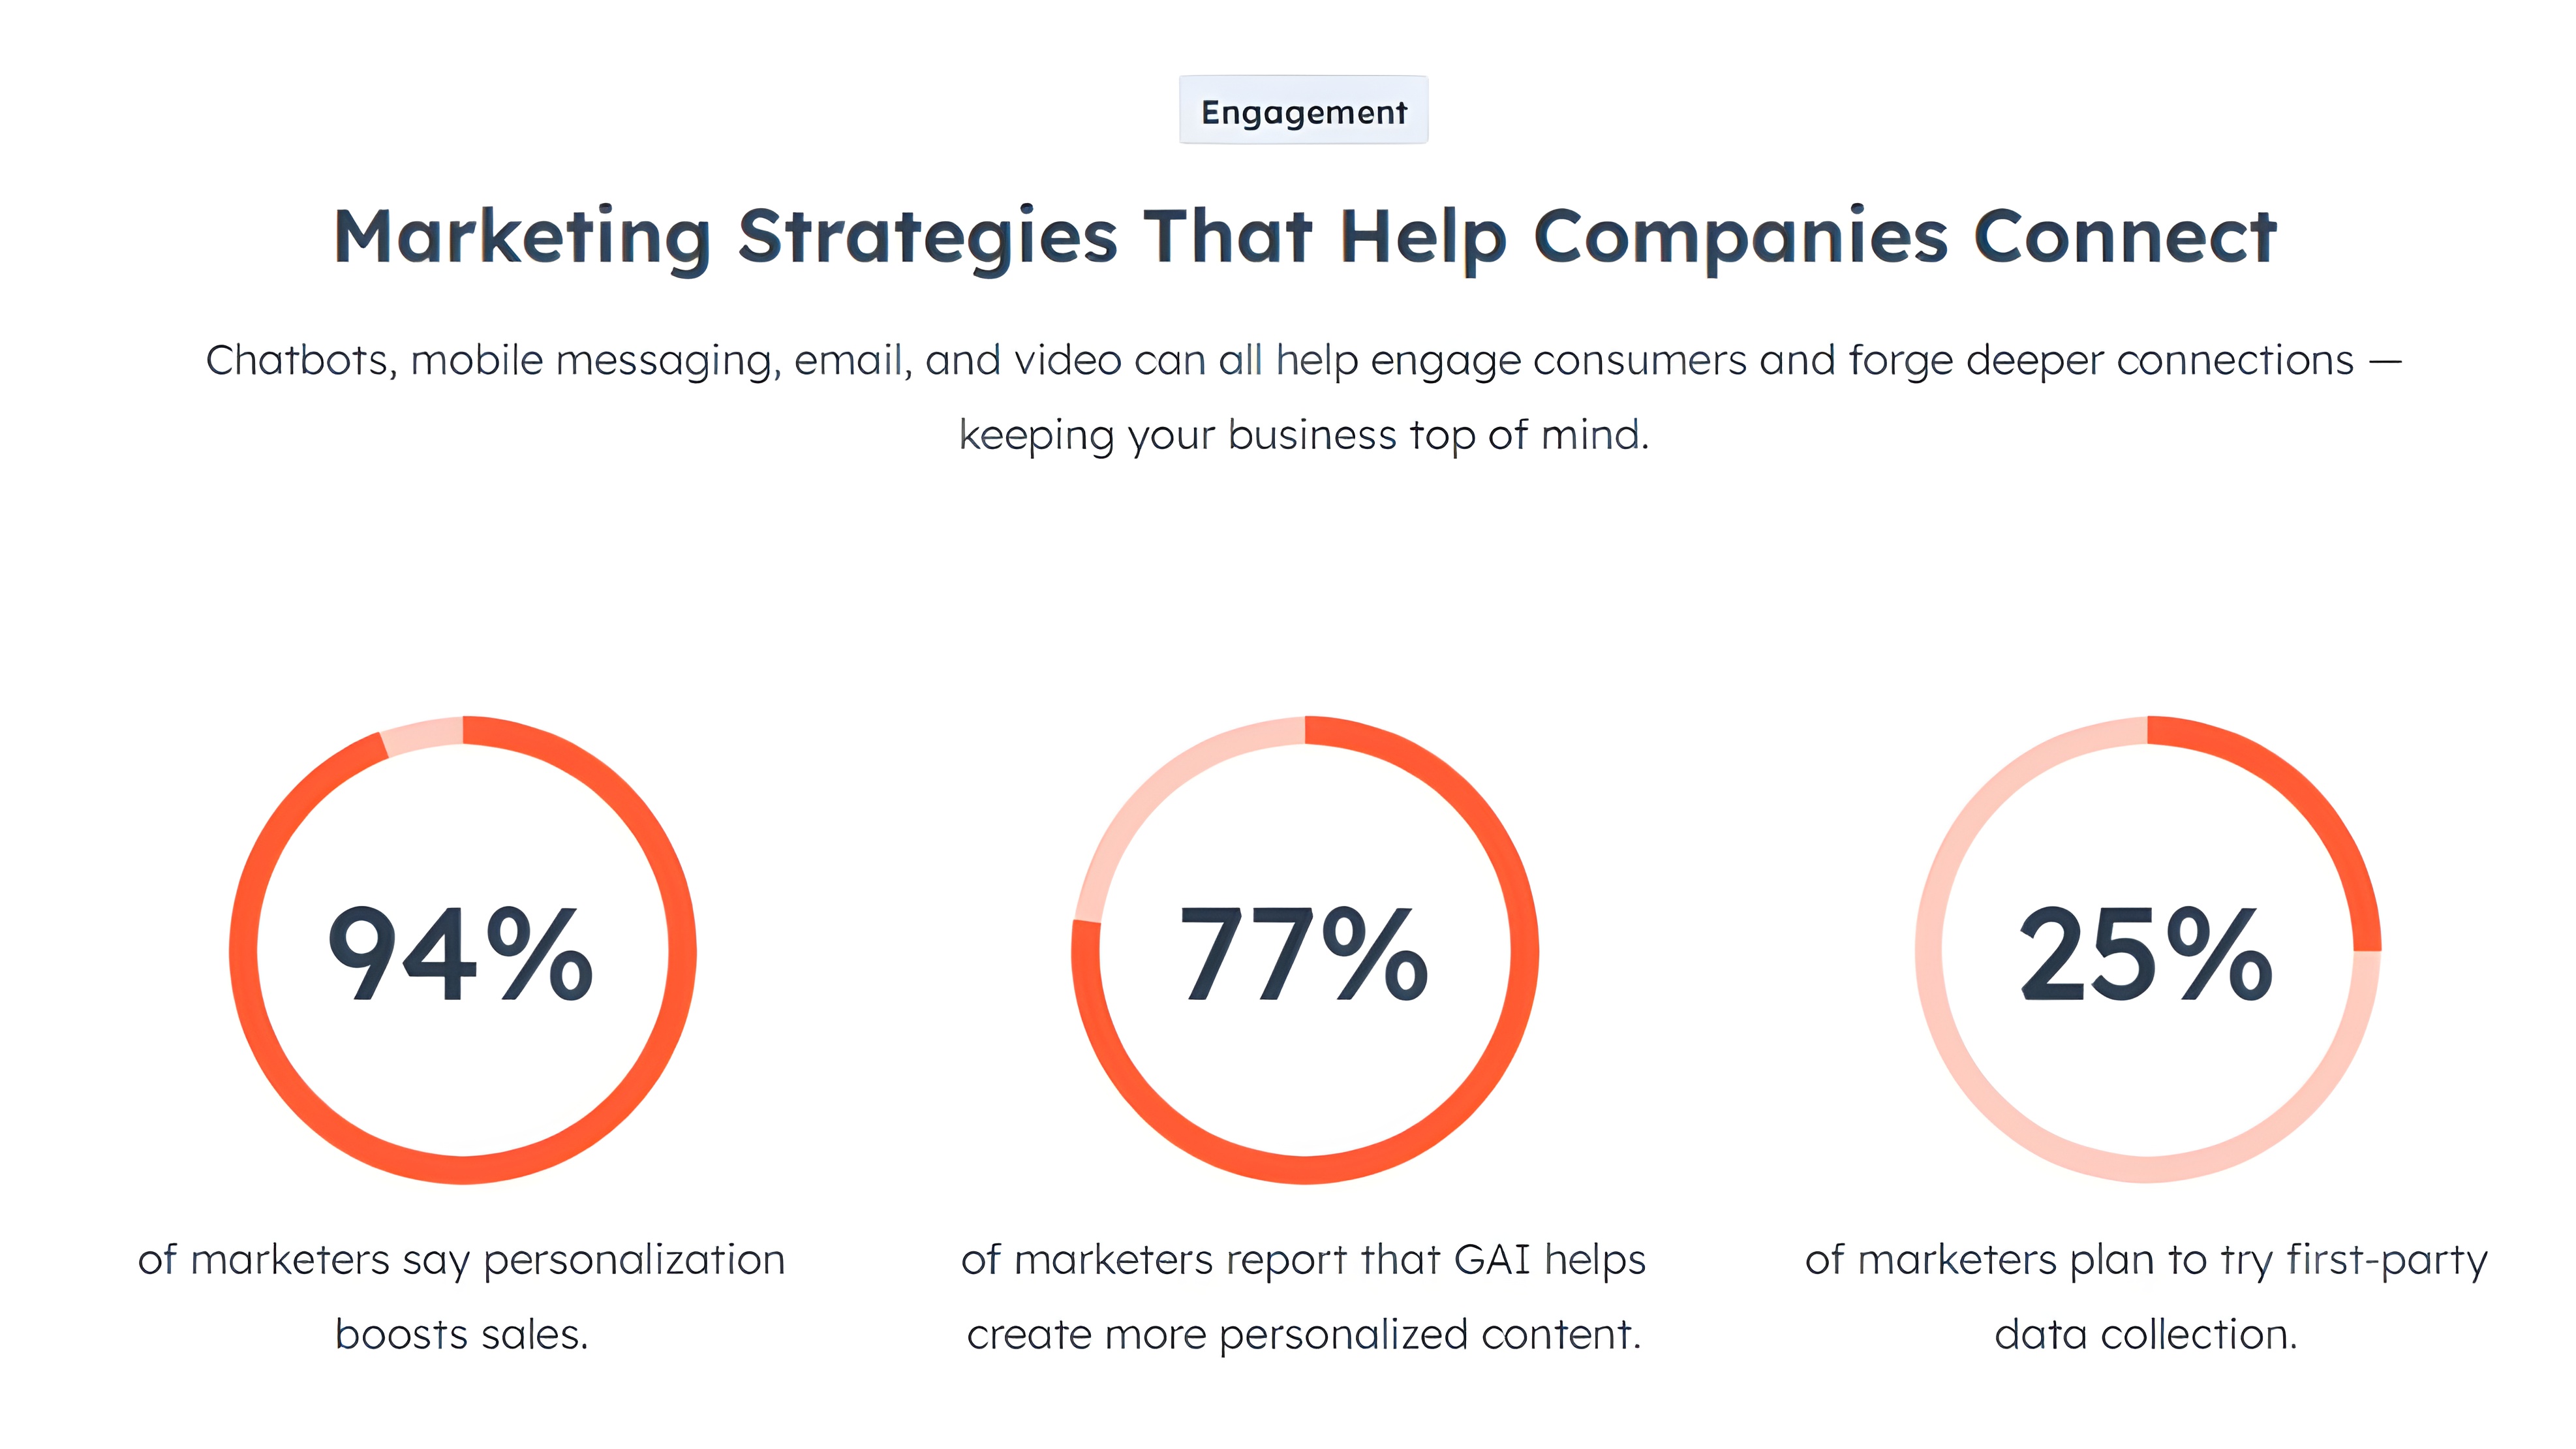 Engagement
Marketing Strategies That Help Companies Connect
Chatbots, mobile messaging, email, and video can all help engage consumers and forge deeper connections —
keeping your business top of mind.
94%
of marketers say personalization
boosts sales.
77%
of marketers report that GAI helps
create more personalized content.
25%
of marketers plan to try first-party
data collection.